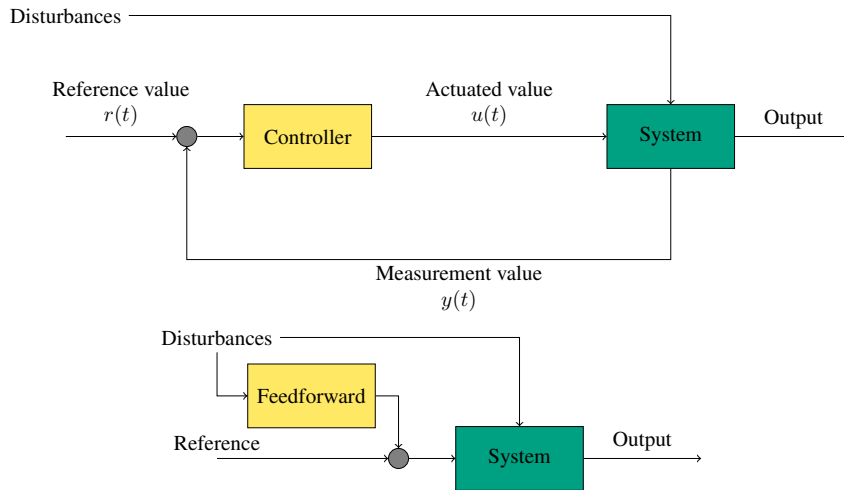 Disturbances
Reference value
r(t)
Controller
Actuated value
u(t)
System
Output
Measurement value
y(t)
Disturbances
Feedforward
Reference
System
Output